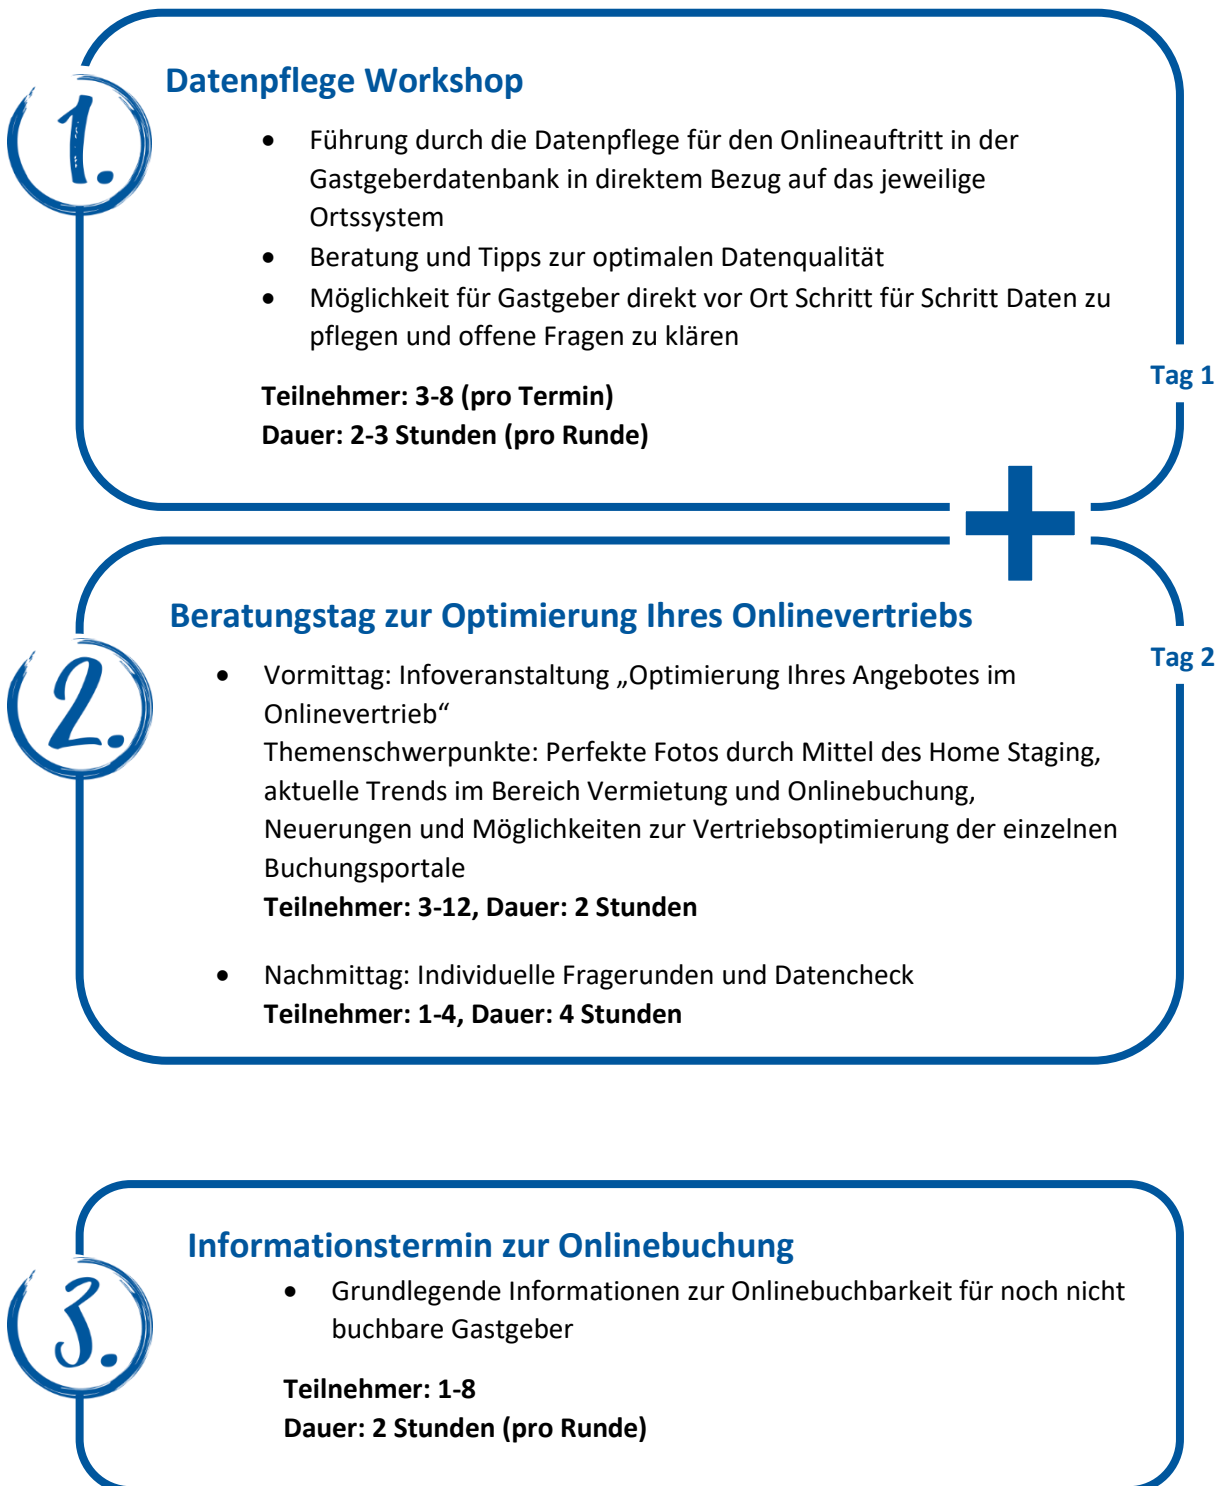 1.
Datenpflege Workshop
• Führung durch die Datenpflege für den Onlineauftritt in der
Gastgeberdatenbank in direktem Bezug auf das jeweilige
Ortssystem
• Beratung und Tipps zur optimalen Datenqualität
• Möglichkeit für Gastgeber direkt vor Ort Schritt für Schritt Daten zu
pflegen und offene Fragen zu klären
Teilnehmer: 3-8 (pro Termin)
Dauer: 2-3 Stunden (pro Runde)
Tag 1
+
2.
Beratungstag zur Optimierung Ihres Onlinevertriebs
Tag 2
• Vormittag: Infoveranstaltung „Optimierung Ihres Angebotes im
Onlinevertrieb“
Themenschwerpunkte: Perfekte Fotos durch Mittel des Home Staging,
aktuelle Trends im Bereich Vermietung und Onlinebuchung,
Neuerungen und Möglichkeiten zur Vertriebsoptimierung der einzelnen
Buchungsportale
Teilnehmer: 3-12, Dauer: 2 Stunden
• Nachmittag: Individuelle Fragerunden und Datencheck
Teilnehmer: 1-4, Dauer: 4 Stunden
3.
Informationstermin zur Onlinebuchung
• Grundlegende Informationen zur Onlinebuchbarkeit für noch nicht
buchbare Gastgeber
Teilnehmer: 1-8
Dauer: 2 Stunden (pro Runde)